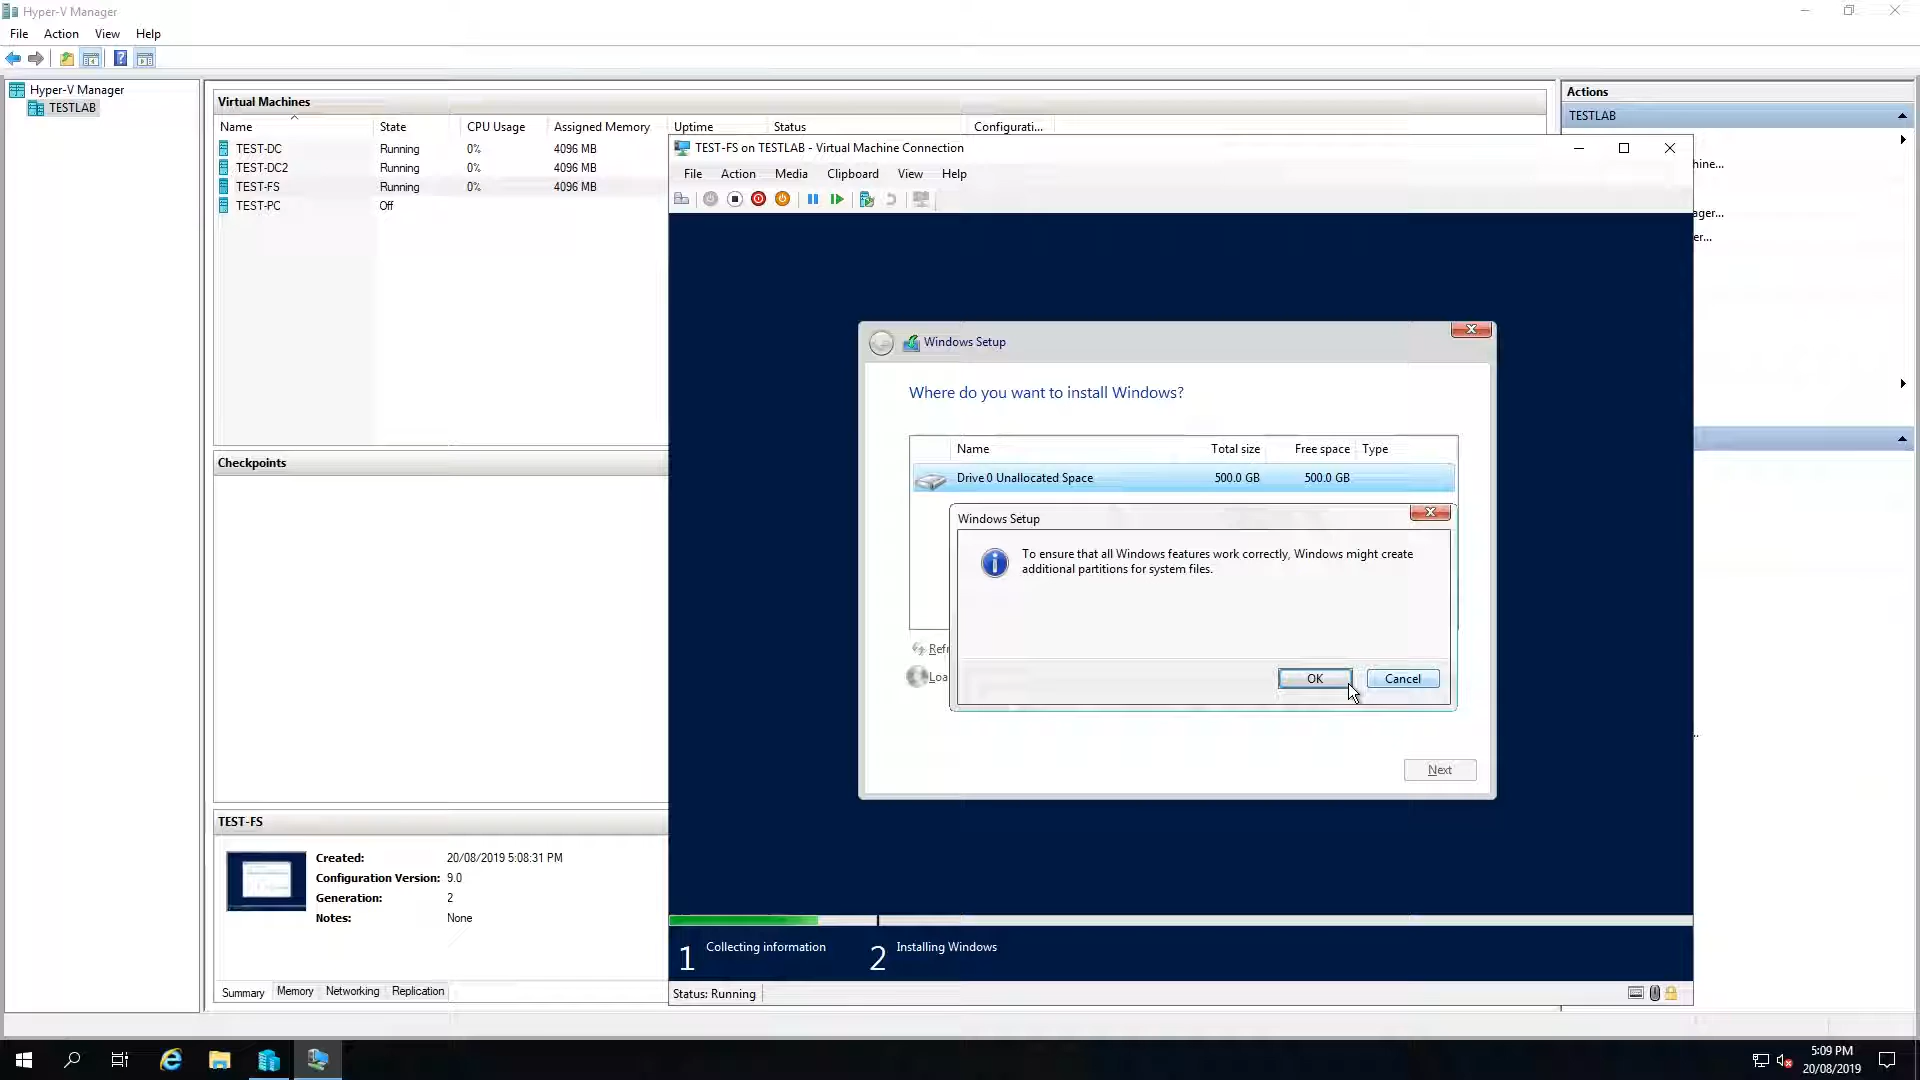 Hyper-V Manager
File Action View Help
Hyper-V Manager
TESTLAB
Virtual Machines
Name State CPU Usage Assigned Memory Uptime Status Configurati...
TEST-DC Running 0% 4096 MB
TEST-DC2 Running 0% 4096 MB
TEST-FS Running 0% 4096 MB
TEST-PC Off
Checkpoints
TEST-FS
Created: 20/08/2019 5:08:31 PM
Configuration Version: 9.0
Generation: 2
Notes: None
Summary Memory Networking Replication
Actions
TESTLAB
hine...
ager...
er...
TEST-FS on TESTLAB - Virtual Machine Connection
File Action Media Clipboard View Help
Windows Setup
Where do you want to install Windows?
Name Total size Free space Type
Drive 0 Unallocated Space 500.0 GB 500.0 GB
Refr
Loa
Windows Setup
To ensure that all Windows features work correctly, Windows might create
additional partitions for system files.
OK Cancel
Next
1 Collecting information 2 Installing Windows
Status: Running
5:09 PM
20/08/2019